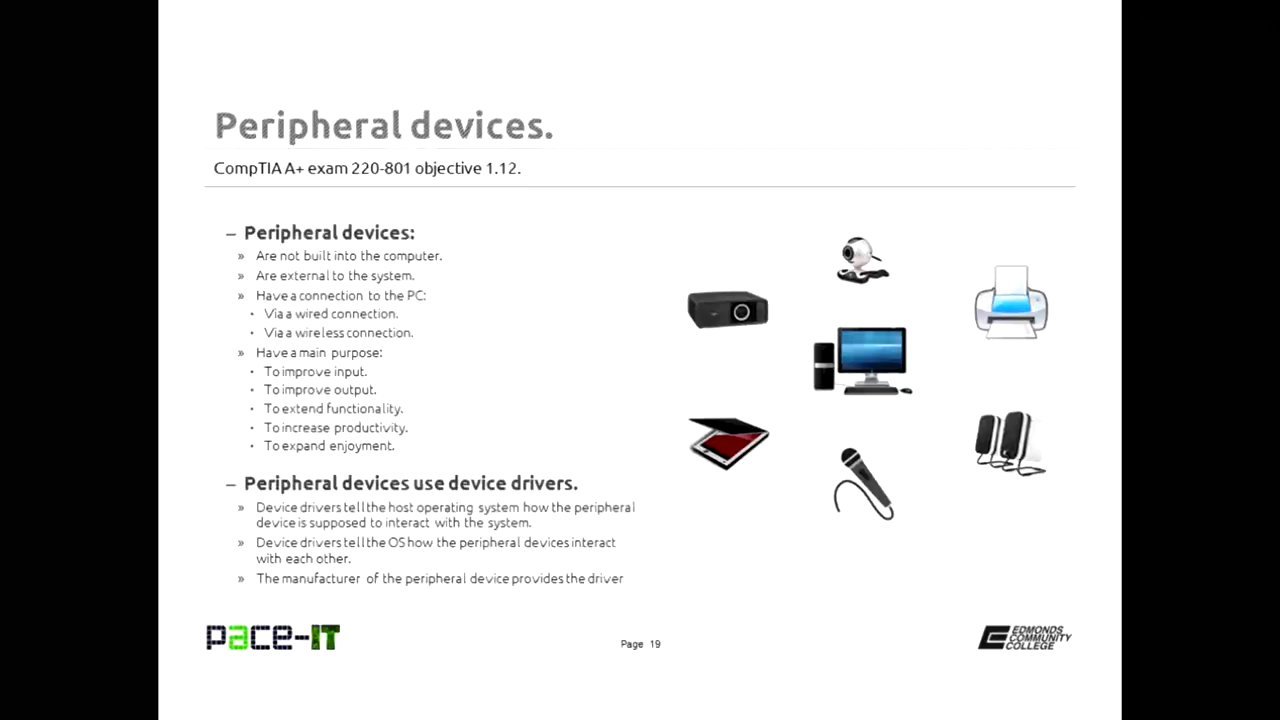 Peripheral devices.
CompTIA A+ exam 220-801 objective 1.12.
– Peripheral devices:
» Are not built into the computer.
» Are external to the system.
» Have a connection to the PC:
• Via a wired connection.
• Via a wireless connection.
» Have a main purpose:
• To improve input.
• To improve output.
• To extend functionality.
• To increase productivity.
• To expand enjoyment.
– Peripheral devices use device drivers.
» Device drivers tell the host operating system how the peripheral
device is supposed to interact with the system.
» Device drivers tell the OS how the peripheral devices interact
with each other.
» The manufacturer of the peripheral device provides the driver
pace-IT
Page 19
EDMONDS
COMMUNITY
COLLEGE